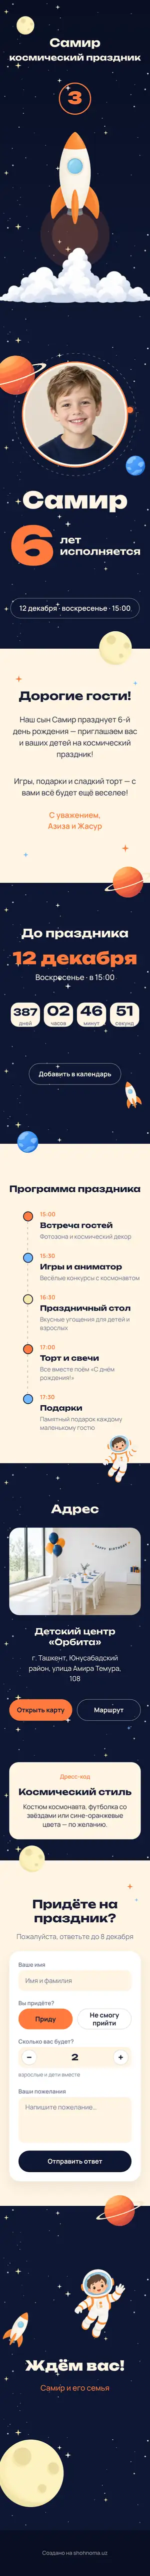 Самир
космический праздник
3
Самир
6 лет
исполняется
12 декабря · воскресенье · 15:00
Дорогие гости!
Наш сын Самир празднует 6-й
день рождения — приглашаем вас
и ваших детей на космический
праздник!
Игры, подарки и сладкий торт — с
вами всё будет ещё веселее!
С уважением,
Азиза и Жасур
До праздника
12 декабря
Воскресенье · в 15:00
387 02 46 51
дней часов минут секунд
Добавить в календарь
Программа праздника
15:00
Встреча гостей
Фотозона и космический декор
15:30
Игры и аниматор
Весёлые конкурсы с космонавтом
16:30
Праздничный стол
Вкусные угощения для детей и
взрослых
17:00
Торт и свечи
Все вместе поём «С днём
рождения!»
17:30
Подарки
Памятный подарок каждому
маленькому гостю
Адрес
HAPPY BIRTHDAY
Детский центр
«Орбита»
г. Ташкент, Юнусабадский
район, улица Амира Темура,
108
Открыть карту
Маршрут
Дресс-код
Космический стиль
Костюм космонавта, футболка со
звёздами или сине-оранжевые
цвета — по желанию.
Придёте на
праздник?
Пожалуйста, ответьте до 8 декабря
Ваше имя
Имя и фамилия
Вы придёте?
Приду
Не смогу
прийти
Сколько вас будет?
− 2 +
взрослые и дети вместе
Ваши пожелания
Напишите пожелание…
Отправить ответ
Ждём вас!
Самир и его семья
Создано на shohnoma.uz